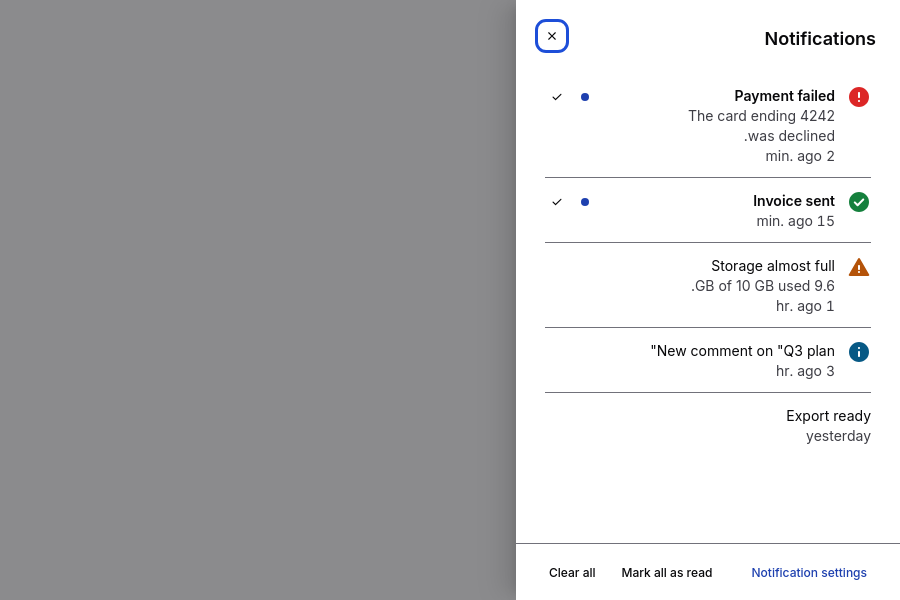 Notifications
Payment failed
The card ending 4242
.was declined
min. ago 2
Invoice sent
min. ago 15
Storage almost full
.GB of 10 GB used 9.6
hr. ago 1
"New comment on "Q3 plan
hr. ago 3
Export ready
yesterday
Notification settings
Mark all as read
Clear all